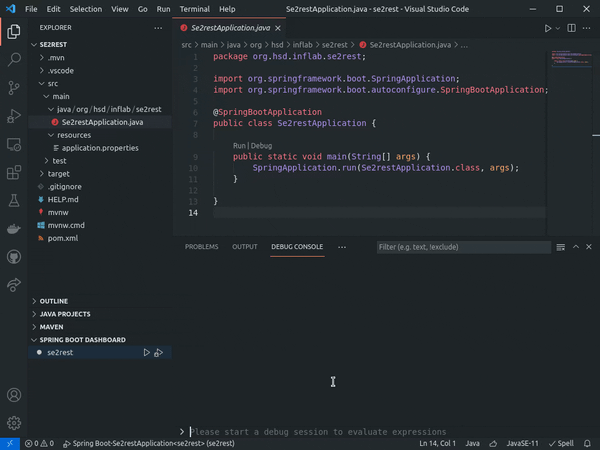 File Edit Selection View Go Run Terminal Help
Se2restApplication.java - se2rest - Visual Studio Code
EXPLORER
SE2REST
.mvn
.vscode
src
main
java / org / hsd / inflab / se2rest
Se2restApplication.java
resources
application.properties
test
target
.gitignore
HELP.md
mvnw
mvnw.cmd
pom.xml
OUTLINE
JAVA PROJECTS
MAVEN
SPRING BOOT DASHBOARD
se2rest
Se2restApplication.java
src > main > java > org > hsd > inflab > se2rest > Se2restApplication.java > ...
1 package org.hsd.inflab.se2rest;
2
3 import org.springframework.boot.SpringApplication;
4 import org.springframework.boot.autoconfigure.SpringBootApplication;
5
6 @SpringBootApplication
7 public class Se2restApplication {
8
Run | Debug
9 public static void main(String[] args) {
10 SpringApplication.run(Se2restApplication.class, args);
11 }
12
13 }
14
PROBLEMS OUTPUT DEBUG CONSOLE ...
Filter (e.g. text, !exclude)
Please start a debug session to evaluate expressions
0 0 Spring Boot-Se2restApplication<se2rest> (se2rest) Ln 14, Col 1 Java JavaSE-11 Spell